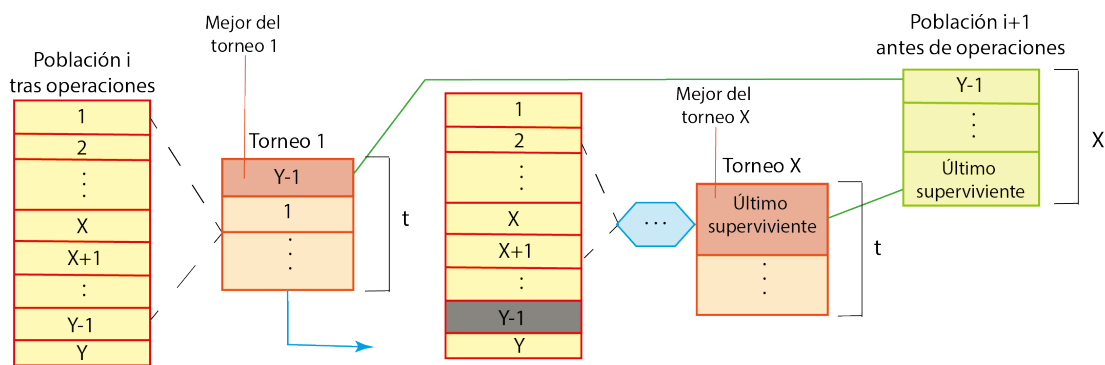 Población i
tras operaciones
1
2
⋮
X
X+1
⋮
Y-1
Y
Mejor del
torneo 1
Torneo 1
Y-1
1
⋮
t
1
2
⋮
X
X+1
⋮
Y-1
Y
...
Mejor del
torneo X
Torneo X
Último
superviviente
⋮
t
Población i+1
antes de operaciones
Y-1
⋮
Último
superviviente
X